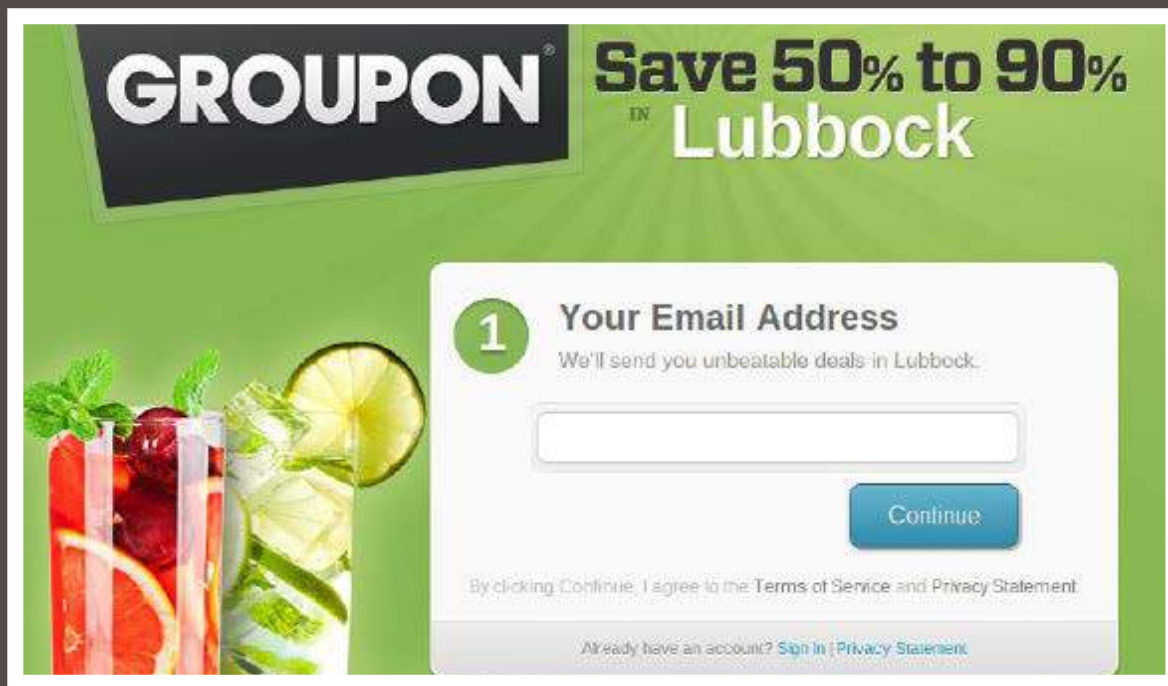 GROUPON®
Save 50% to 90%
IN Lubbock
1
Your Email Address
We'll send you unbeatable deals in Lubbock.
Continue
By clicking Continue, I agree to the Terms of Service and Privacy Statement
Already have an account? Sign In | Privacy Statement